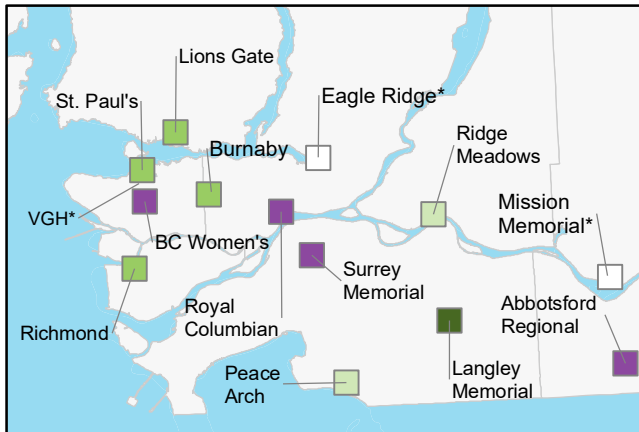 Lions Gate
St. Paul's
Eagle Ridge*
Burnaby
Ridge
Meadows
Mission
Memorial*
VGH*
BC Women's
Surrey
Memorial
Abbotsford
Regional
Royal
Columbian
Richmond
Peace
Arch
Langley
Memorial